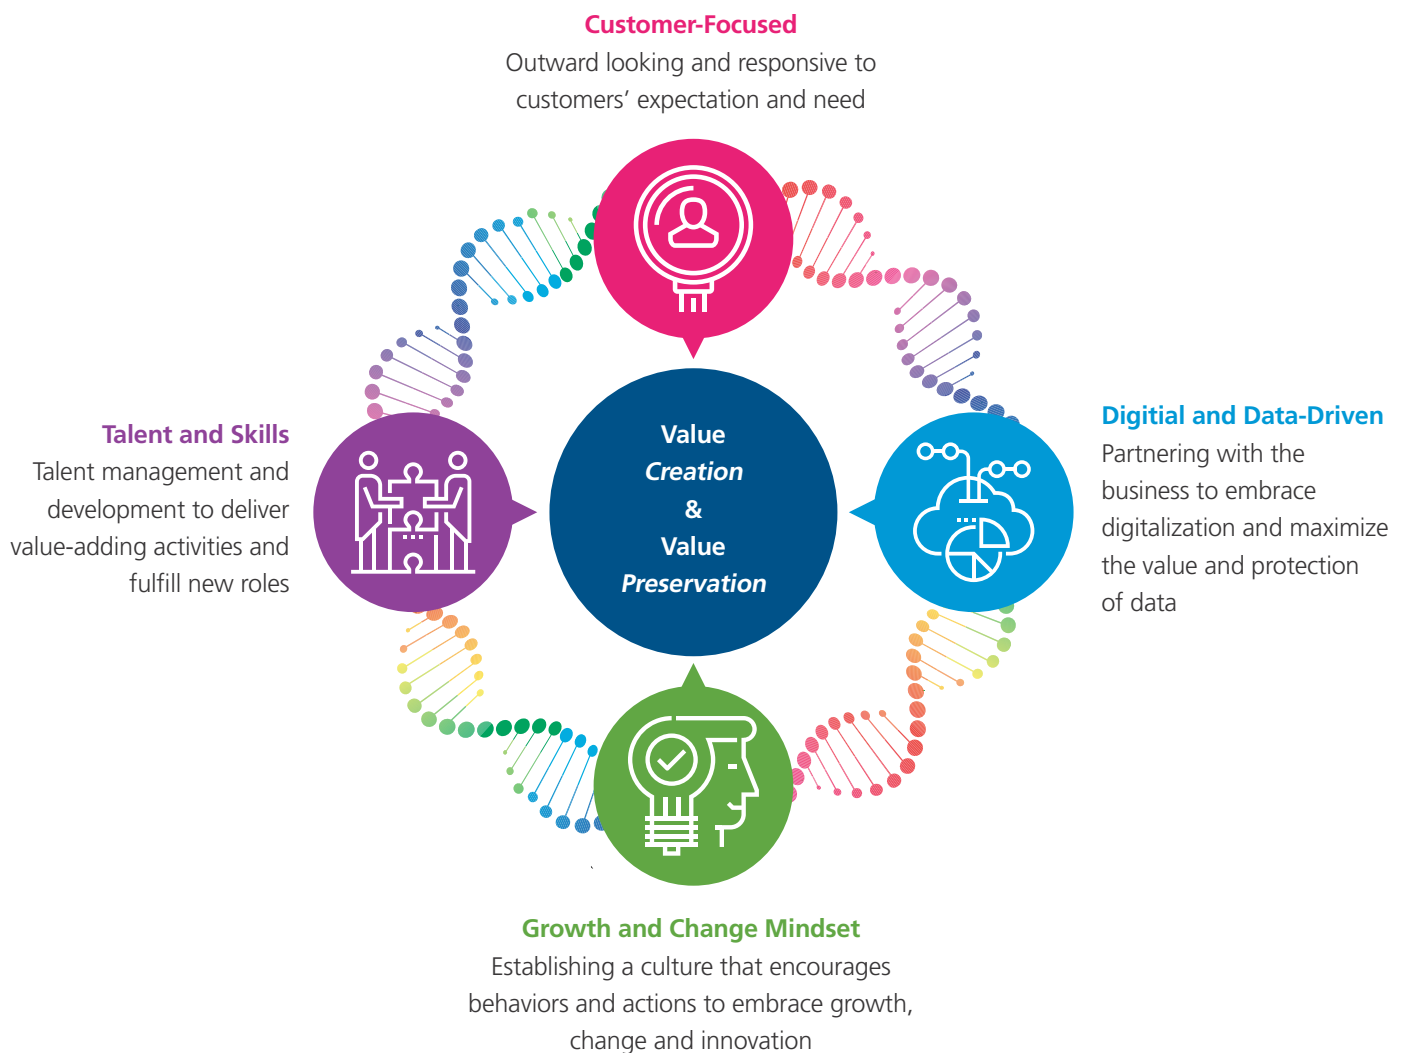 Customer-Focused
Outward looking and responsive to
customers’ expectation and need
Talent and Skills
Talent management and
development to deliver
value-adding activities and
fulfill new roles
Value
Creation
&
Value
Preservation
Digitial and Data-Driven
Partnering with the
business to embrace
digitalization and maximize
the value and protection
of data
Growth and Change Mindset
Establishing a culture that encourages
behaviors and actions to embrace growth,
change and innovation